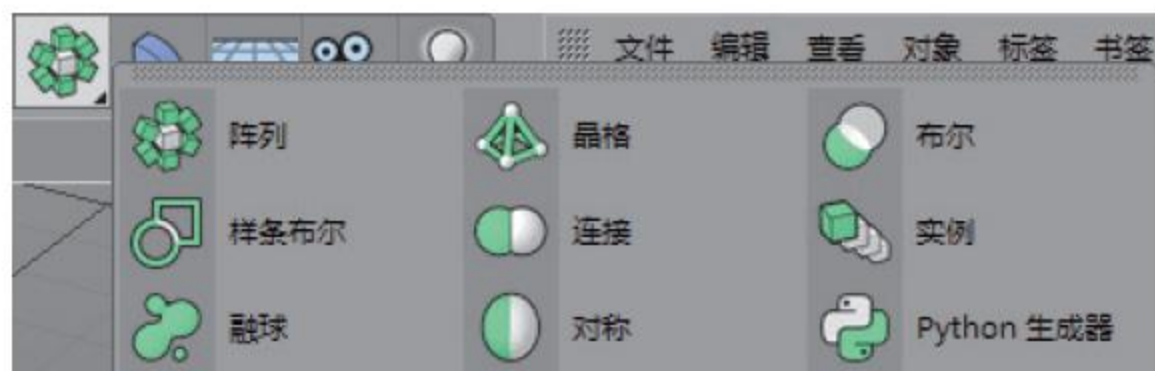 文件 编辑 查看 对象 标签 书签
阵列 晶格 布尔
样条布尔 连接 实例
融球 对称 Python 生成器